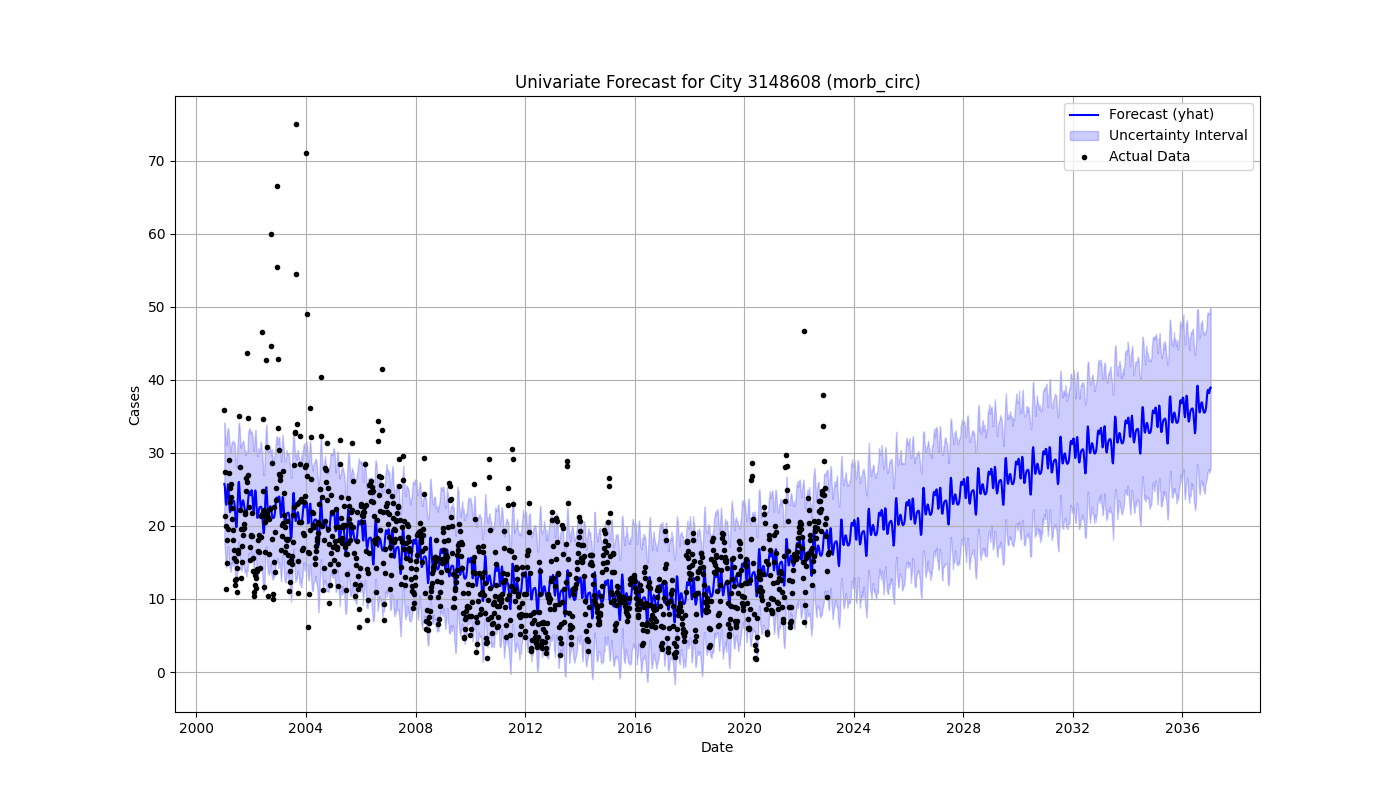 Univariate Forecast for City 3148608 (morb_circ)
Forecast (yhat)
Uncertainty Interval
Actual Data
Cases
70
60
50
40
30
20
10
0
2000 2004 2008 2012 2016 2020 2024 2028 2032 2036
Date